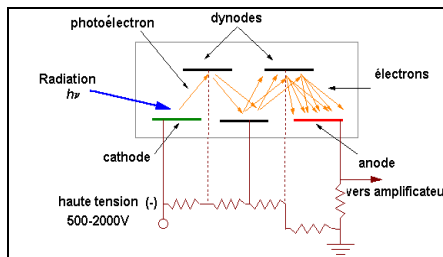 dynodes
photoélectron
Radiation
hν
électrons
cathode
anode
vers amplificateu
haute tension (-)
500-2000V